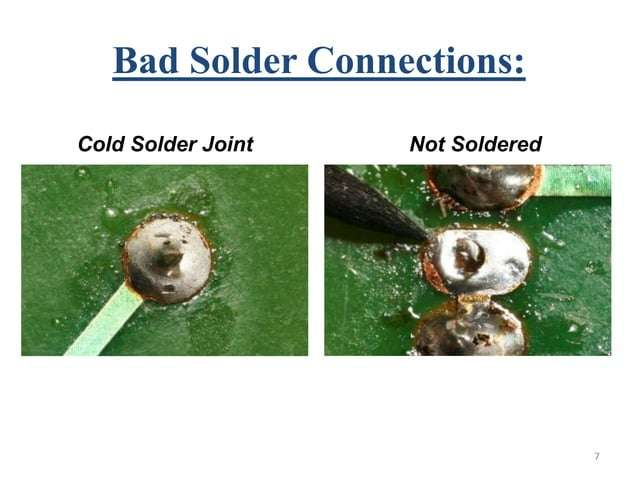 Bad Solder Connections:
Cold Solder Joint
Not Soldered
7